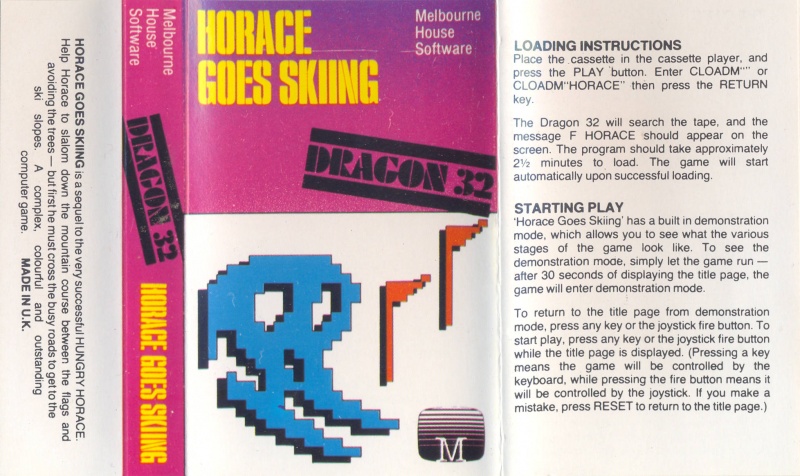 HORACE GOES SKIING is a sequel to the very successful HUNGRY HORACE.
Help Horace to slalom down the mountain course between the flags and
avoiding the trees — but first he must cross the busy roads to get to the
ski slopes. A complex, colourful and outstanding
computer game. MADE IN U.K.
Melbourne
House
Software
DRAGON 32
HORACE GOES SKIING
HORACE
GOES SKIING
Melbourne
House
Software
DRAGON 32
M
LOADING INSTRUCTIONS
Place the cassette in the cassette player, and
press the PLAY button. Enter CLOADM"" or
CLOADM"HORACE" then press the RETURN
key.
The Dragon 32 will search the tape, and the
message F HORACE should appear on the
screen. The program should take approximately
2½ minutes to load. The game will start
automatically upon successful loading.
STARTING PLAY
'Horace Goes Skiing' has a built in demonstration
mode, which allows you to see what the various
stages of the game look like. To see the
demonstration mode, simply let the game run —
after 30 seconds of displaying the title page, the
game will enter demonstration mode.
To return to the title page from demonstration
mode, press any key or the joystick fire button. To
start play, press any key or the joystick fire button
while the title page is displayed. (Pressing a key
means the game will be controlled by the
keyboard, while pressing the fire button means it
will be controlled by the joystick. If you make a
mistake, press RESET to return to the title page.)